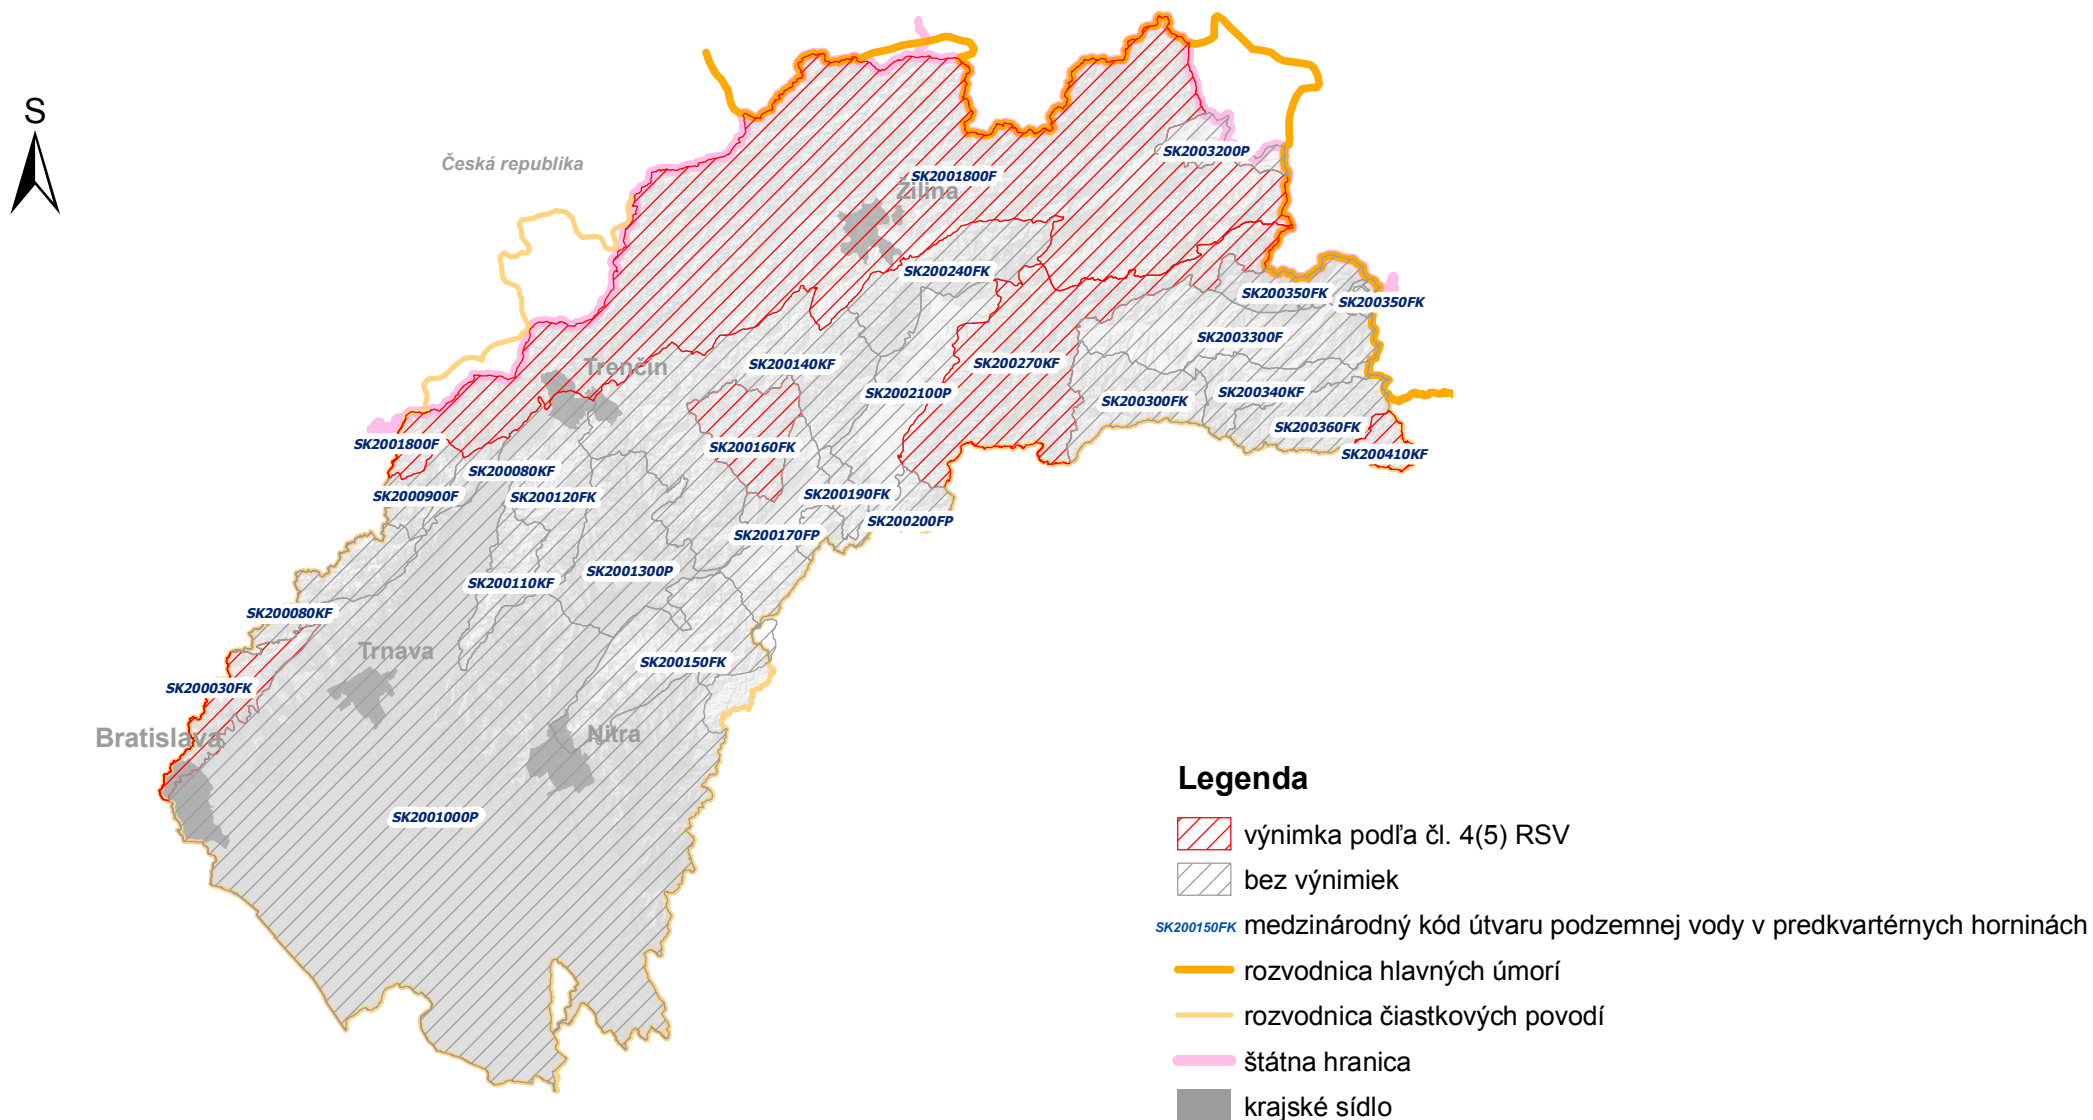 S
Česká republika
SK2003200P
SK2001800F
Žilina
SK200240FK
SK200350FK
SK200350FK
SK2003300F
SK200140KF
SK200270KF
Trenčín
SK2002100P
SK200340KF
SK200300FK
SK200360FK
SK2001800F
SK200160FK
SK200410KF
SK200080KF
SK2000900F
SK200120FK
SK200190FK
SK200200FP
SK200170FP
SK2001300P
SK200110KF
SK200080KF
Trnava
SK200150FK
SK200030FK
Bratislava
Nitra
SK2001000P
Legenda
výnimka podľa čl. 4(5) RSV
bez výnimiek
SK200150FK medzinárodný kód útvaru podzemnej vody v predkvartérnych horninách
rozvodnica hlavných úmorí
rozvodnica čiastkových povodí
štátna hranica
krajské sídlo